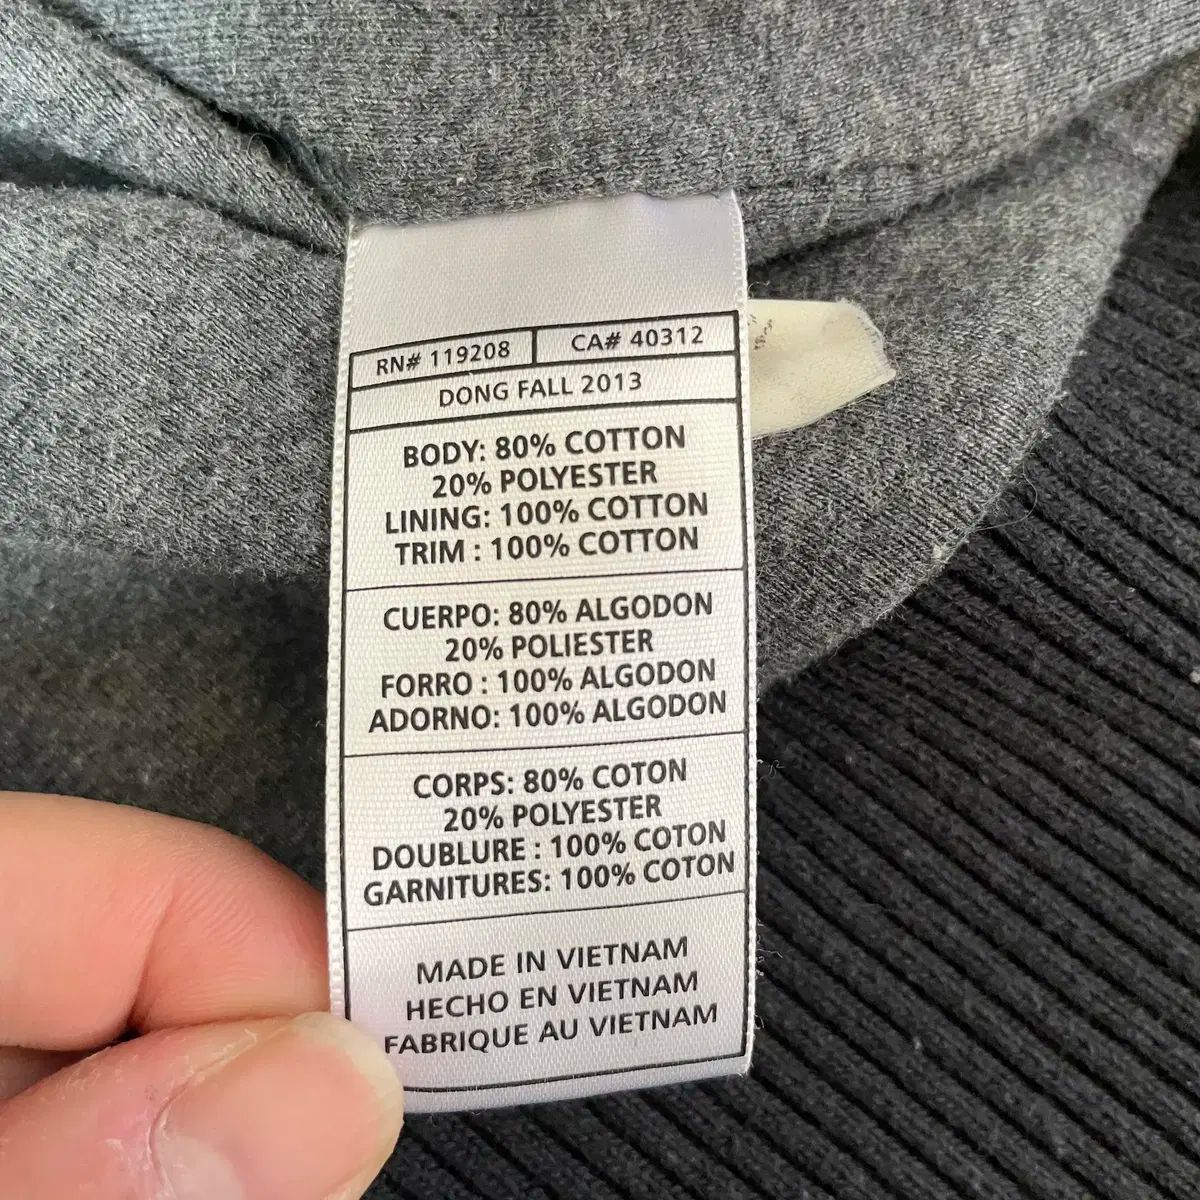 RN# 119208 CA# 40312
DONG FALL 2013
BODY: 80% COTTON
20% POLYESTER
LINING: 100% COTTON
TRIM : 100% COTTON
CUERPO: 80% ALGODON
20% POLIESTER
FORRO : 100% ALGODON
ADORNO: 100% ALGODON
CORPS: 80% COTON
20% POLYESTER
DOUBLURE : 100% COTON
GARNITURES: 100% COTON
MADE IN VIETNAM
HECHO EN VIETNAM
FABRIQUE AU VIETNAM